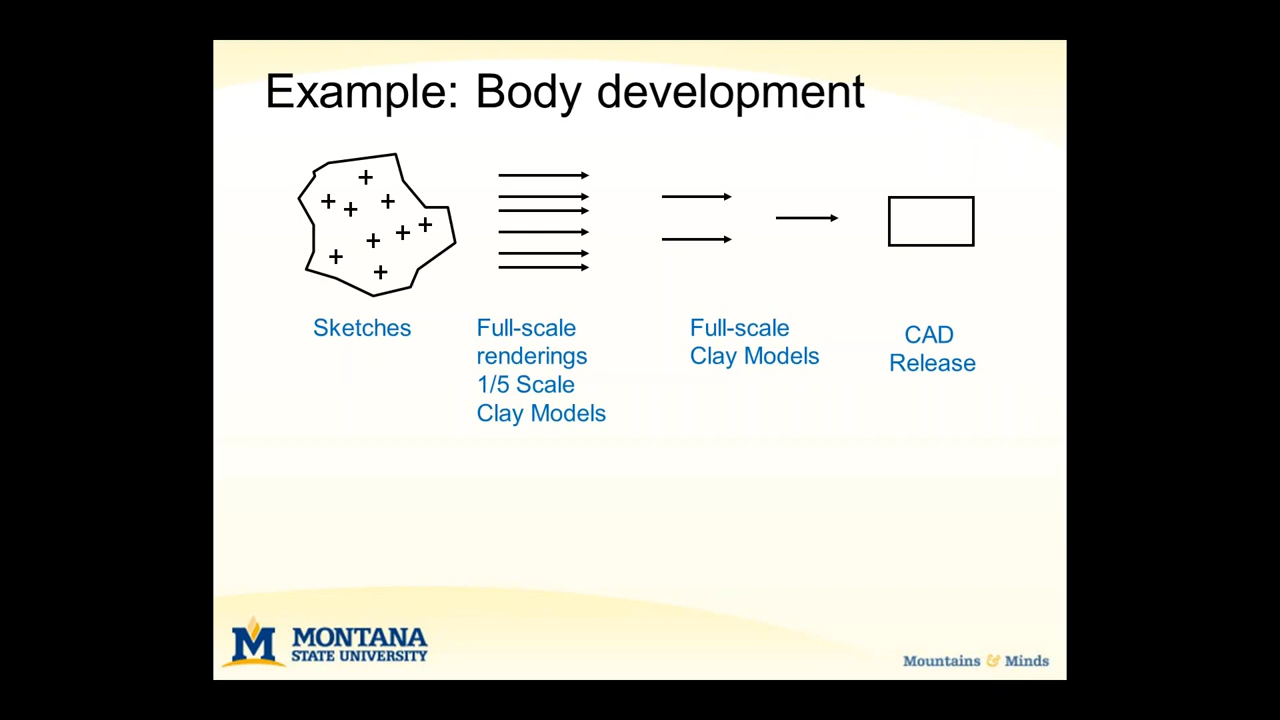 Example: Body development
Sketches
Full-scale
renderings
1/5 Scale
Clay Models
Full-scale
Clay Models
CAD
Release
M MONTANA
STATE UNIVERSITY
Mountains & Minds